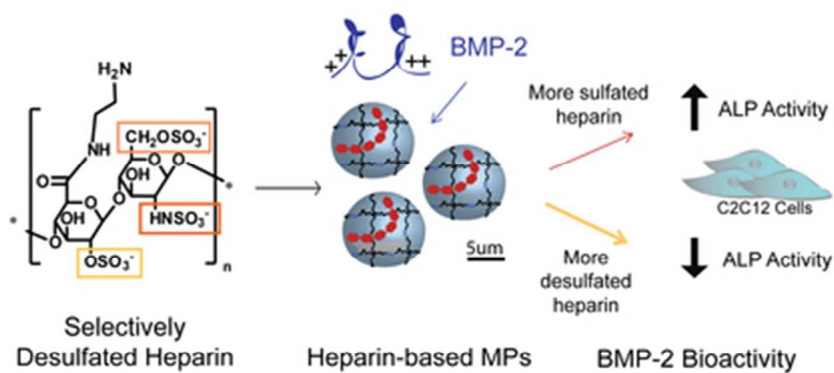 H₂N
NH
O
CH₂OSO₃⁻
O
OH
O
*
O
OH
O
HNSO₃⁻
*
OSO₃⁻
n
Selectively
Desulfated Heparin
++
++
BMP-2
5um
Heparin-based MPs
More sulfated
heparin
More
desulfated
heparin
ALP Activity
C2C12 Cells
ALP Activity
BMP-2 Bioactivity